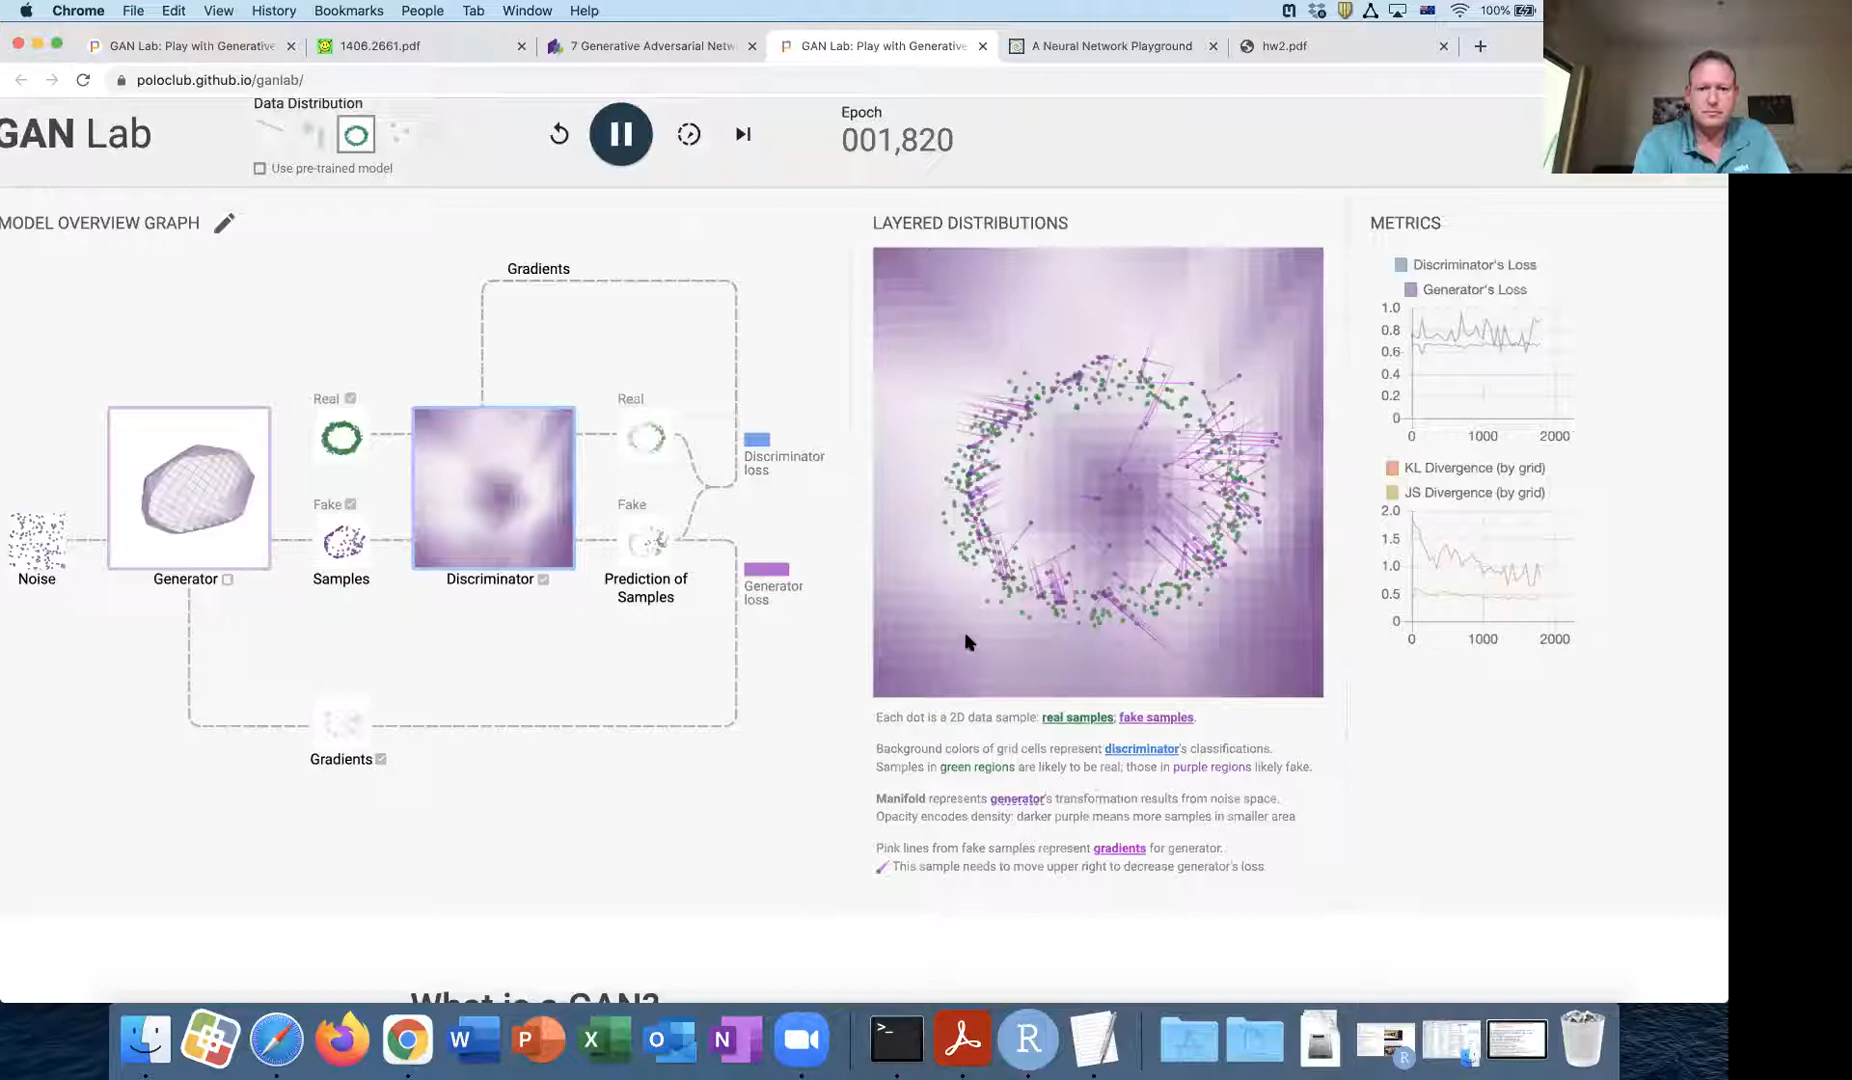 Chrome File Edit View History Bookmarks People Tab Window Help 100%
GAN Lab: Play with Generative
1406.2661.pdf
7 Generative Adversarial Netw
GAN Lab: Play with Generative
A Neural Network Playground
hw2.pdf
poloclub.github.io/ganlab/
GAN Lab
Data Distribution
Use pre-trained model
Epoch
001,820
MODEL OVERVIEW GRAPH
Gradients
Real
Real
Discriminator
loss
Fake
Fake
Generator
loss
Noise
Generator
Samples
Discriminator
Prediction of
Samples
Gradients
LAYERED DISTRIBUTIONS
Each dot is a 2D data sample: real samples; fake samples.
Background colors of grid cells represent discriminator's classifications.
Samples in green regions are likely to be real; those in purple regions likely fake.
Manifold represents generator's transformation results from noise space.
Opacity encodes density: darker purple means more samples in smaller area
Pink lines from fake samples represent gradients for generator.
This sample needs to move upper right to decrease generator's loss
METRICS
Discriminator's Loss
Generator's Loss
1.0
0.8
0.6
0.4
0.2
0
0 1000 2000
KL Divergence (by grid)
JS Divergence (by grid)
2.0
1.5
1.0
0.5
0
0 1000 2000
What is a GAN?
W P X O N R